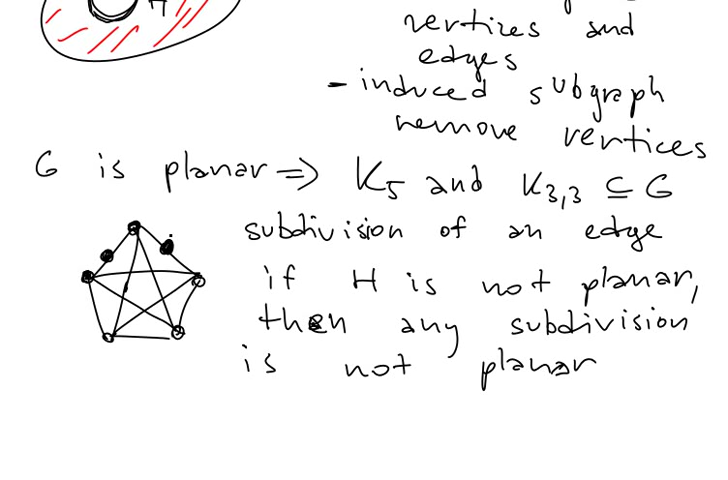 H
vertices and
edges
- induced subgraph
remove vertices
G is planar ⇒ K5 and K3,3 ⊆ G
subdivision of an edge
if H is not planar,
then any subdivision
is not planar